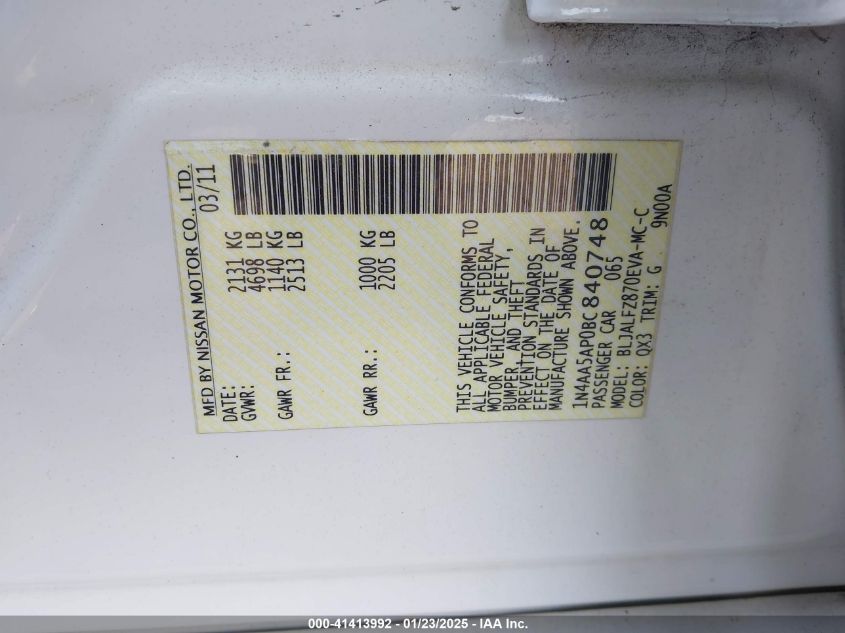 MFD BY NISSAN MOTOR CO., LTD.
DATE: 03/11
GVWR: 2131 KG
4698 LB
GAWR FR.: 1140 KG
2513 LB
GAWR RR.: 1000 KG
2205 LB
THIS VEHICLE CONFORMS TO
ALL APPLICABLE FEDERAL
MOTOR VEHICLE SAFETY,
BUMPER, AND THEFT
PREVENTION STANDARDS IN
EFFECT ON THE DATE OF
MANUFACTURE SHOWN ABOVE.
1N4AA5AP0BC840748
PASSENGER CAR 065
MODEL: BLJALFZ870EVA-MC-C
COLOR: QX3 TRIM: G 9N00A
000-41413992 - 01/23/2025 - IAA Inc.